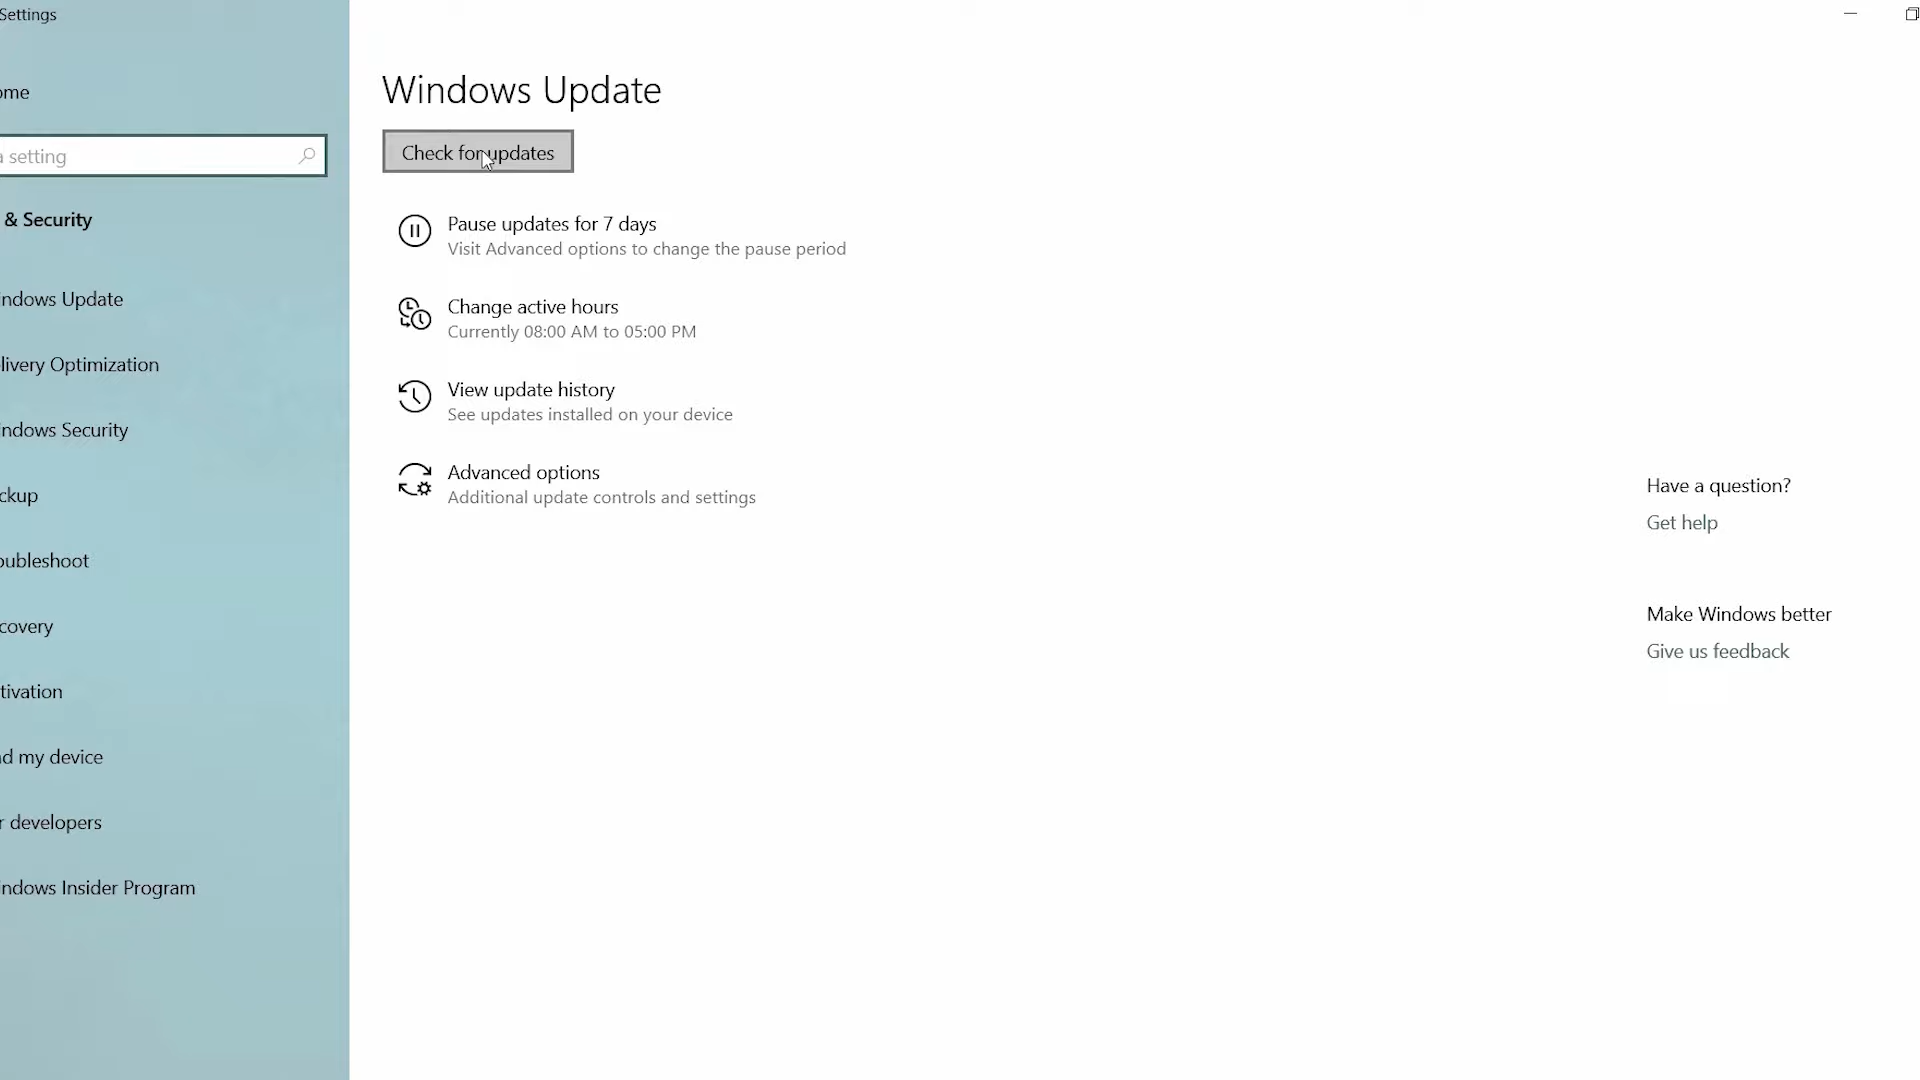 Settings
ome
a setting
& Security
ndows Update
livery Optimization
ndows Security
ckup
oubleshoot
covery
tivation
d my device
r developers
ndows Insider Program
Windows Update
Check for updates
Pause updates for 7 days
Visit Advanced options to change the pause period
Change active hours
Currently 08:00 AM to 05:00 PM
View update history
See updates installed on your device
Advanced options
Additional update controls and settings
Have a question?
Get help
Make Windows better
Give us feedback